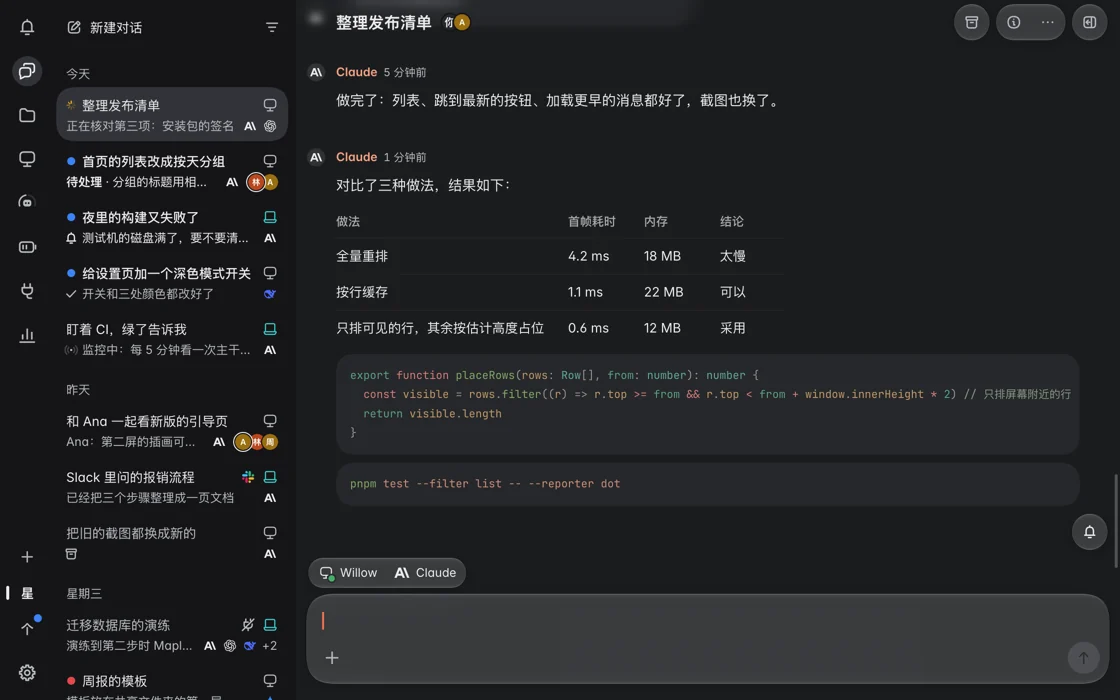 新建对话
今天
整理发布清单
正在核对第三项：安装包的签名
首页的列表改成按天分组
待处理 · 分组的标题用相...
林 A
夜里的构建又失败了
测试机的磁盘满了，要不要清...
给设置页加一个深色模式开关
开关和三处颜色都改好了
盯着 CI，绿了告诉我
监控中：每 5 分钟看一次主干...
昨天
和 Ana 一起看新版的引导页
Ana：第二屏的插画可...
A 林 周
Slack 里问的报销流程
已经把三个步骤整理成一页文档
把旧的截图都换成新的
星期三
迁移数据库的演练
演练到第二步时 Mapl...
+2
周报的模板
星
整理发布清单
你 A
Claude 5 分钟前
做完了：列表、跳到最新的按钮、加载更早的消息都好了，截图也换了。
Claude 1 分钟前
对比了三种做法，结果如下：
做法 首帧耗时 内存 结论
全量重排 4.2 ms 18 MB 太慢
按行缓存 1.1 ms 22 MB 可以
只排可见的行，其余按估计高度占位 0.6 ms 12 MB 采用
export function placeRows(rows: Row[], from: number): number {
const visible = rows.filter((r) => r.top >= from && r.top < from + window.innerHeight * 2) // 只排屏幕附近的行
return visible.length
}
pnpm test --filter list -- --reporter dot
Willow Claude